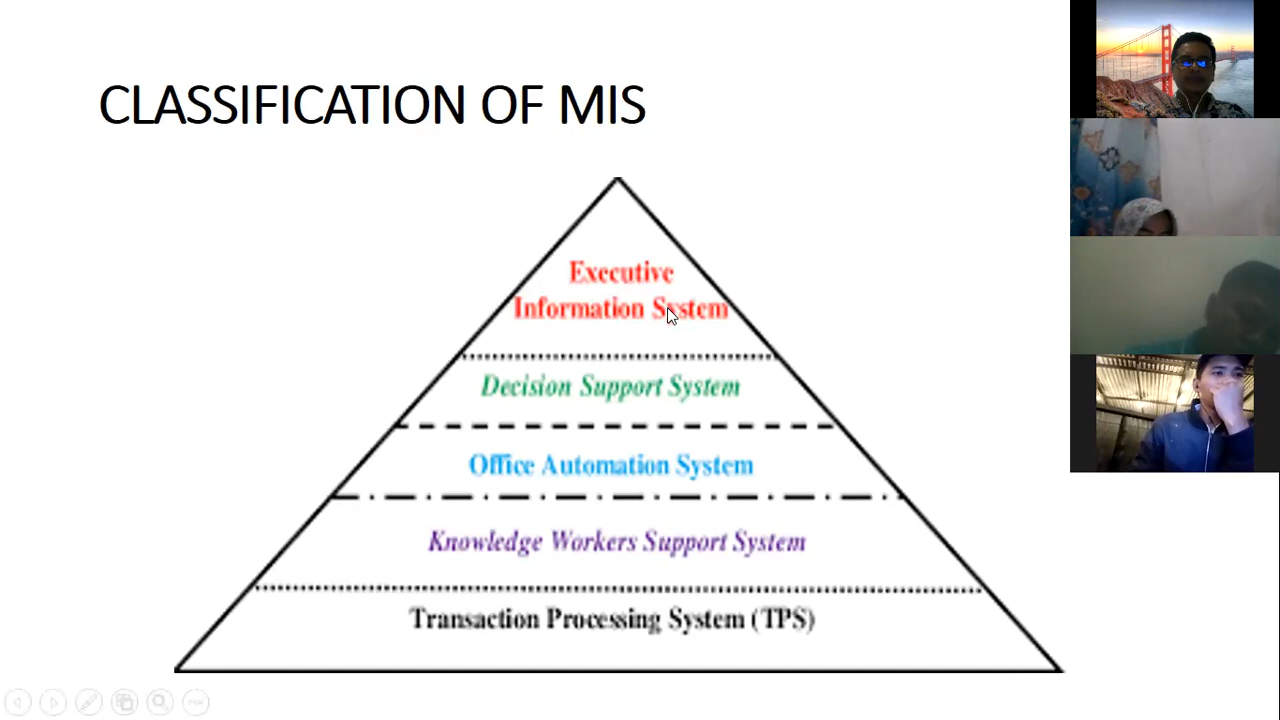 CLASSIFICATION OF MIS
Executive
Information System
Decision Support System
Office Automation System
Knowledge Workers Support System
Transaction Processing System (TPS)